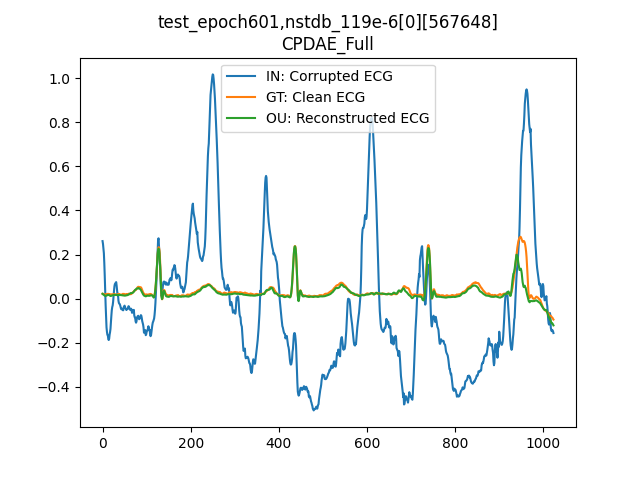 test_epoch601,nstdb_119e-6[0][567648]
CPDAE_Full
IN: Corrupted ECG
GT: Clean ECG
OU: Reconstructed ECG
1.0
0.8
0.6
0.4
0.2
0.0
−0.2
−0.4
0 200 400 600 800 1000